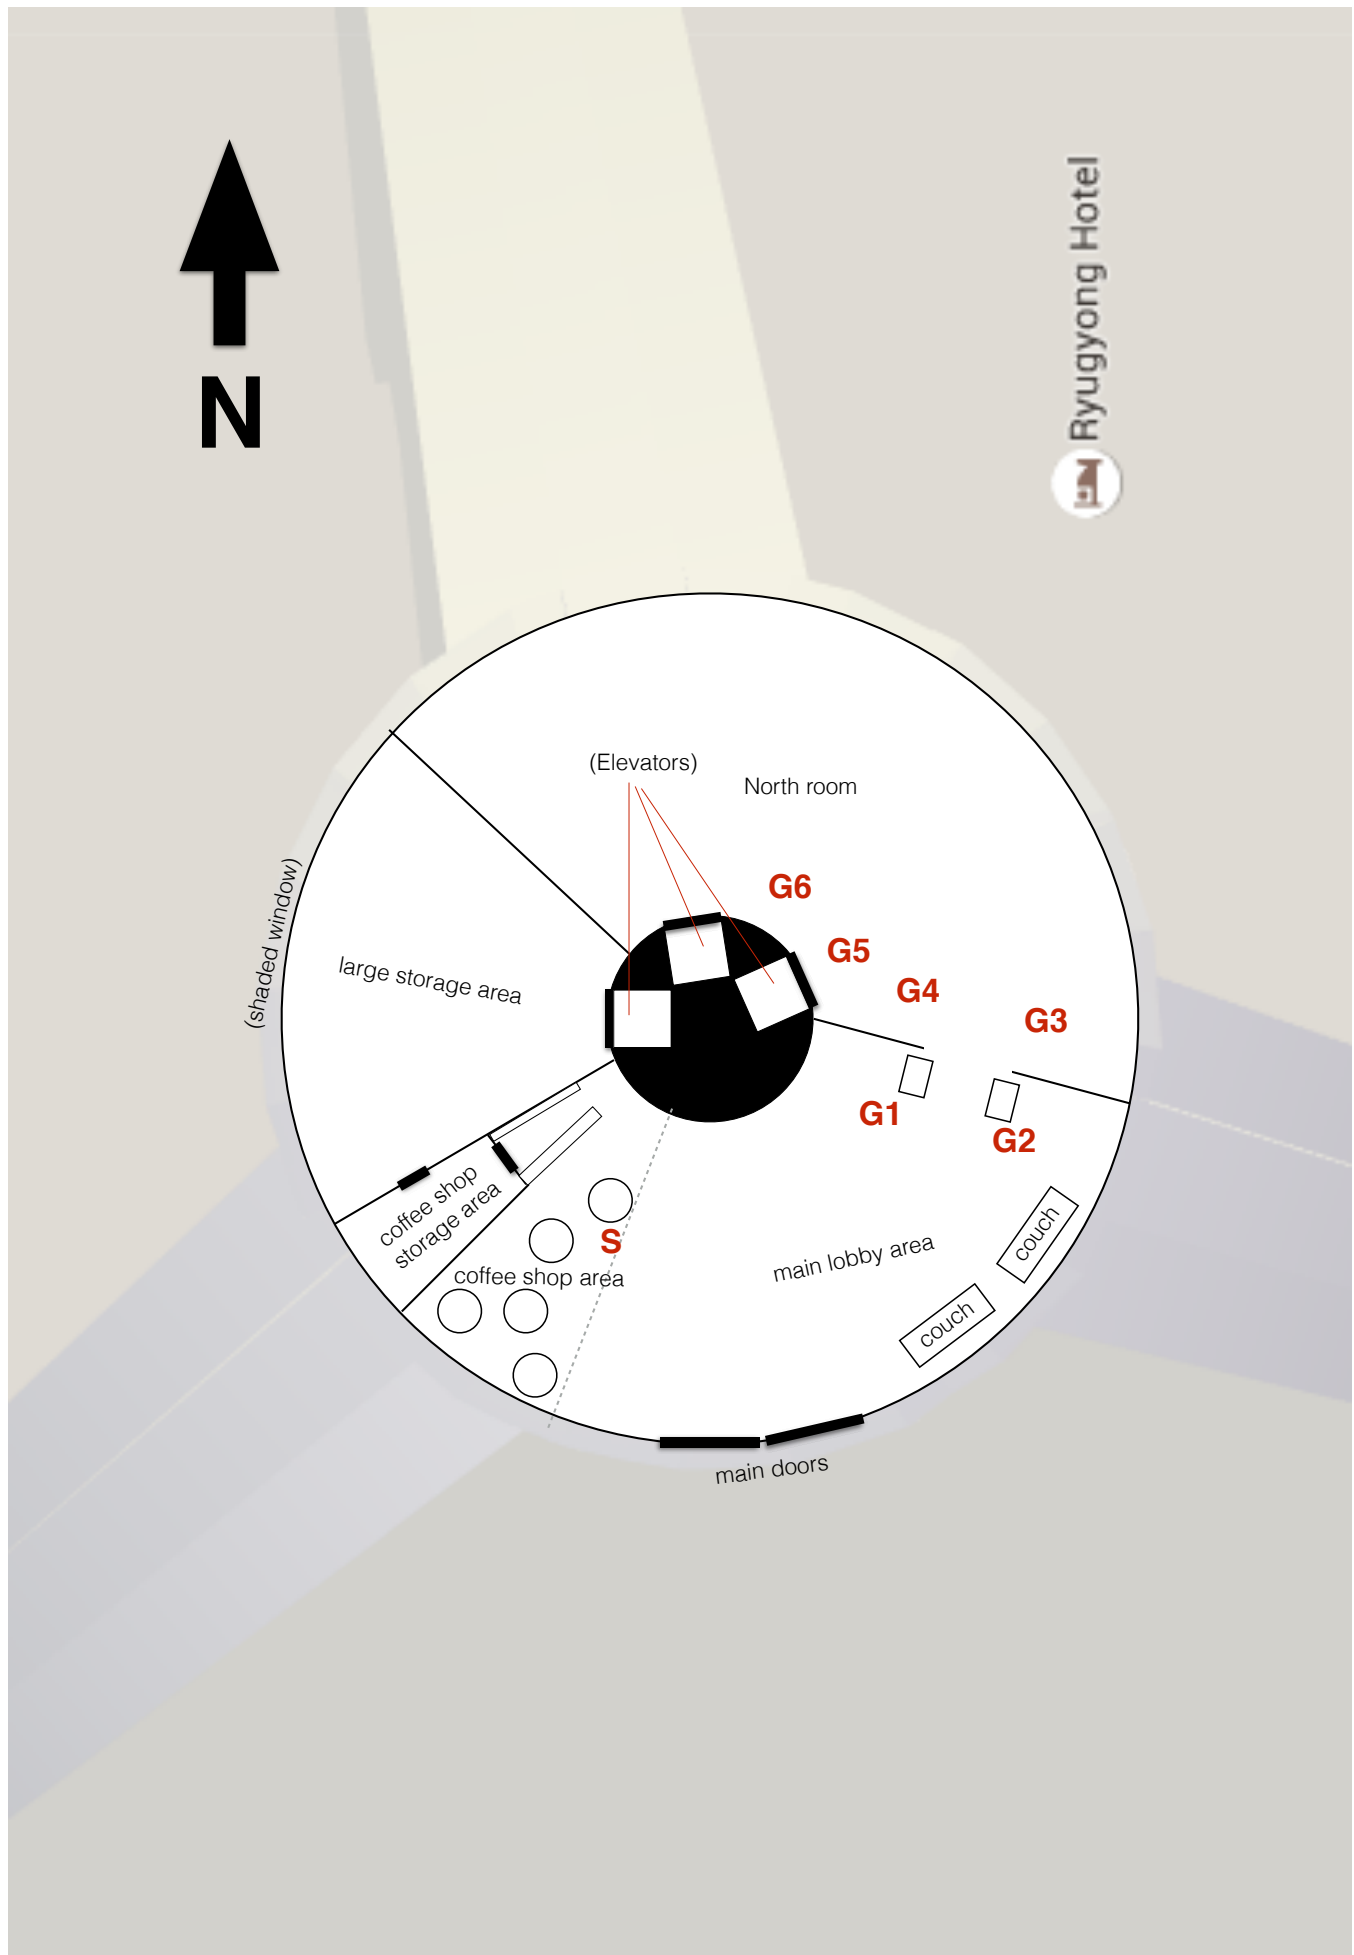 N
Ryugyong Hotel
(Elevators)
North room
G6
G5
G4
G3
(shaded window)
large storage area
G1
G2
coffee shop
storage area
S
coffee shop area
main lobby area
couch
couch
main doors